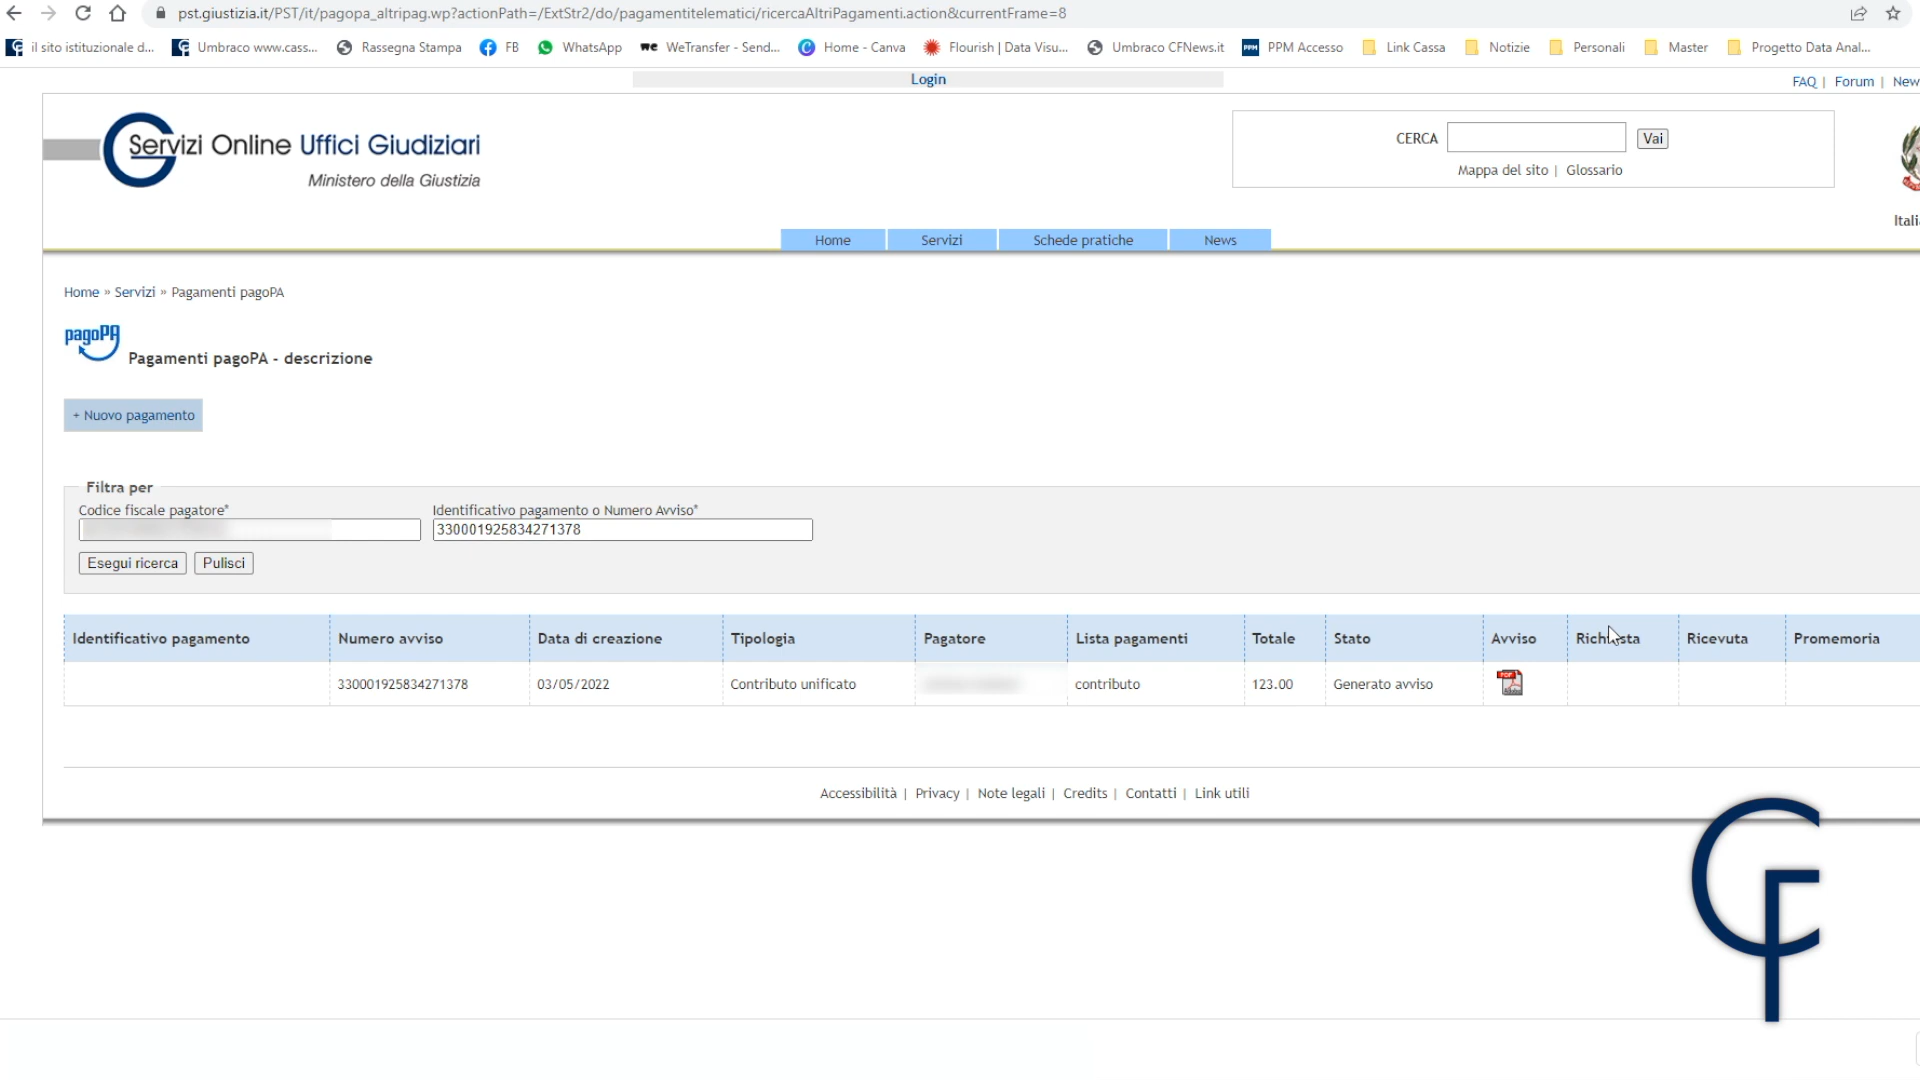 pst.giustizia.it/PST/it/pagopa_altripag.wp?actionPath=/ExtStr2/do/pagamentitelematici/ricercaAltriPagamenti.action&currentFrame=8
il sito istituzionale d... Umbraco www.cass... Rassegna Stampa FB WhatsApp we WeTransfer - Send... Home - Canva Flourish | Data Visu... Umbraco CFNews.it PPM PPM Accesso Link Cassa Notizie Personali Master Progetto Data Anal...
Login
FAQ | Forum | New
Servizi Online Uffici Giudiziari
Ministero della Giustizia
CERCA Vai
Mappa del sito | Glossario
Itali
Home Servizi Schede pratiche News
Home » Servizi » Pagamenti pagoPA
pagoPA
Pagamenti pagoPA - descrizione
+ Nuovo pagamento
Filtra per
Codice fiscale pagatore* Identificativo pagamento o Numero Avviso*
330001925834271378
Esegui ricerca Pulisci
Identificativo pagamento Numero avviso Data di creazione Tipologia Pagatore Lista pagamenti Totale Stato Avviso Richiesta Ricevuta Promemoria
330001925834271378 03/05/2022 Contributo unificato contributo 123.00 Generato avviso
Accessibilità | Privacy | Note legali | Credits | Contatti | Link utili
CF